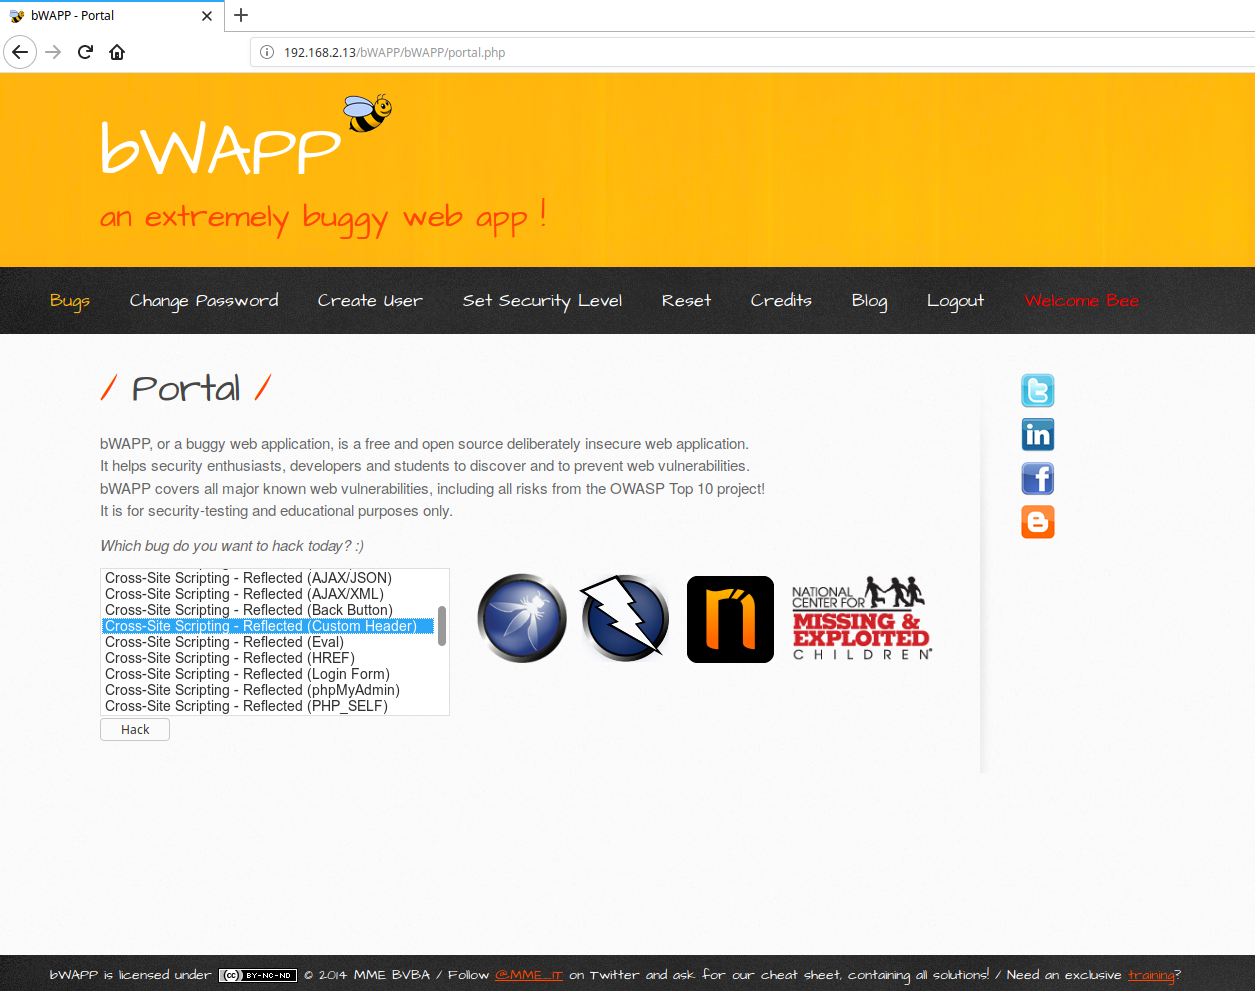 bWAPP - Portal
192.168.2.13/bWAPP/bWAPP/portal.php
bWAPP
an extremely buggy web app !
Bugs Change Password Create User Set Security Level Reset Credits Blog Logout Welcome Bee
/ Portal /
bWAPP, or a buggy web application, is a free and open source deliberately insecure web application.
It helps security enthusiasts, developers and students to discover and to prevent web vulnerabilities.
bWAPP covers all major known web vulnerabilities, including all risks from the OWASP Top 10 project!
It is for security-testing and educational purposes only.
Which bug do you want to hack today? :)
Cross-Site Scripting - Reflected (AJAX/JSON)
Cross-Site Scripting - Reflected (AJAX/XML)
Cross-Site Scripting - Reflected (Back Button)
Cross-Site Scripting - Reflected (Custom Header)
Cross-Site Scripting - Reflected (Eval)
Cross-Site Scripting - Reflected (HREF)
Cross-Site Scripting - Reflected (Login Form)
Cross-Site Scripting - Reflected (phpMyAdmin)
Cross-Site Scripting - Reflected (PHP_SELF)
Hack
NATIONAL
CENTER FOR
MISSING &
EXPLOITED
CHILDREN®
bWAPP is licensed under (cc) BY-NC-ND © 2014 MME BVBA / Follow @MME_IT on Twitter and ask for our cheat sheet, containing all solutions! / Need an exclusive training?